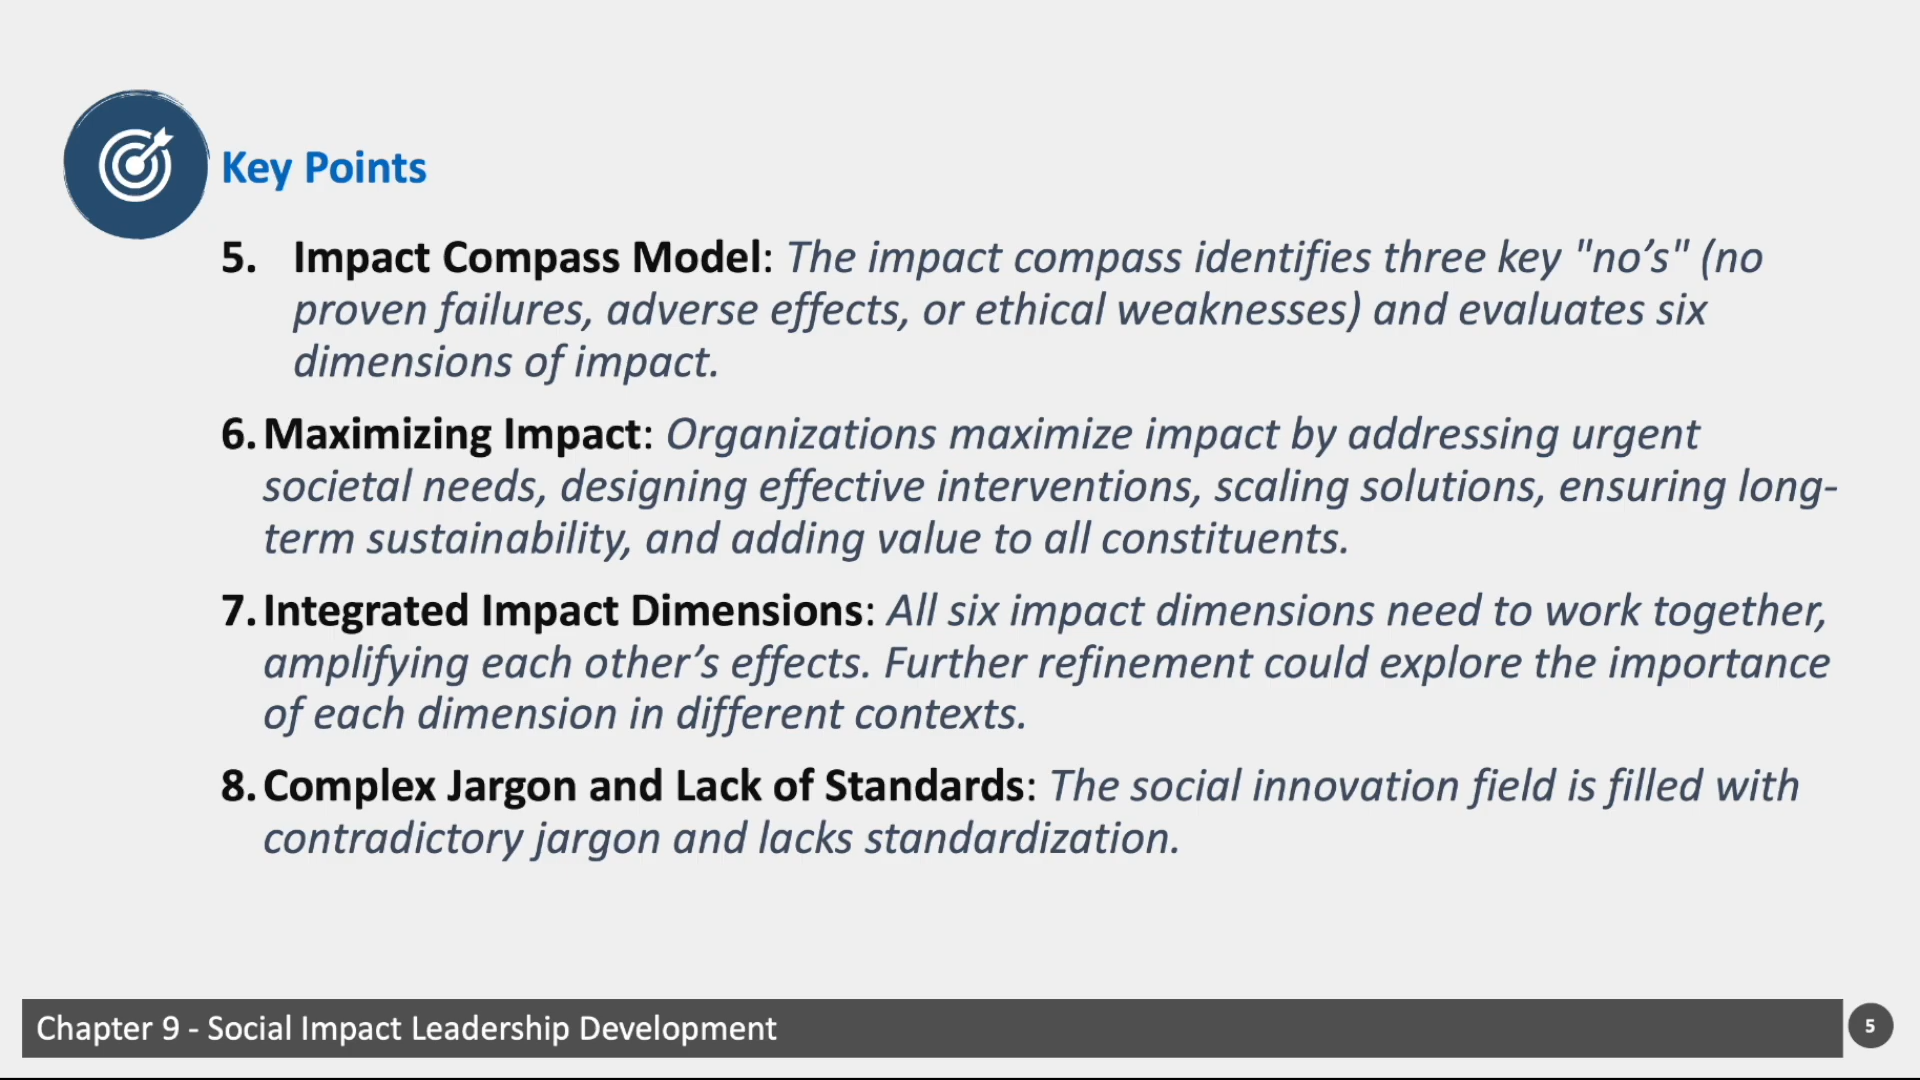 Key Points
5. Impact Compass Model: The impact compass identifies three key "no’s" (no
proven failures, adverse effects, or ethical weaknesses) and evaluates six
dimensions of impact.
6. Maximizing Impact: Organizations maximize impact by addressing urgent
societal needs, designing effective interventions, scaling solutions, ensuring long-
term sustainability, and adding value to all constituents.
7. Integrated Impact Dimensions: All six impact dimensions need to work together,
amplifying each other’s effects. Further refinement could explore the importance
of each dimension in different contexts.
8. Complex Jargon and Lack of Standards: The social innovation field is filled with
contradictory jargon and lacks standardization.
Chapter 9 - Social Impact Leadership Development
5